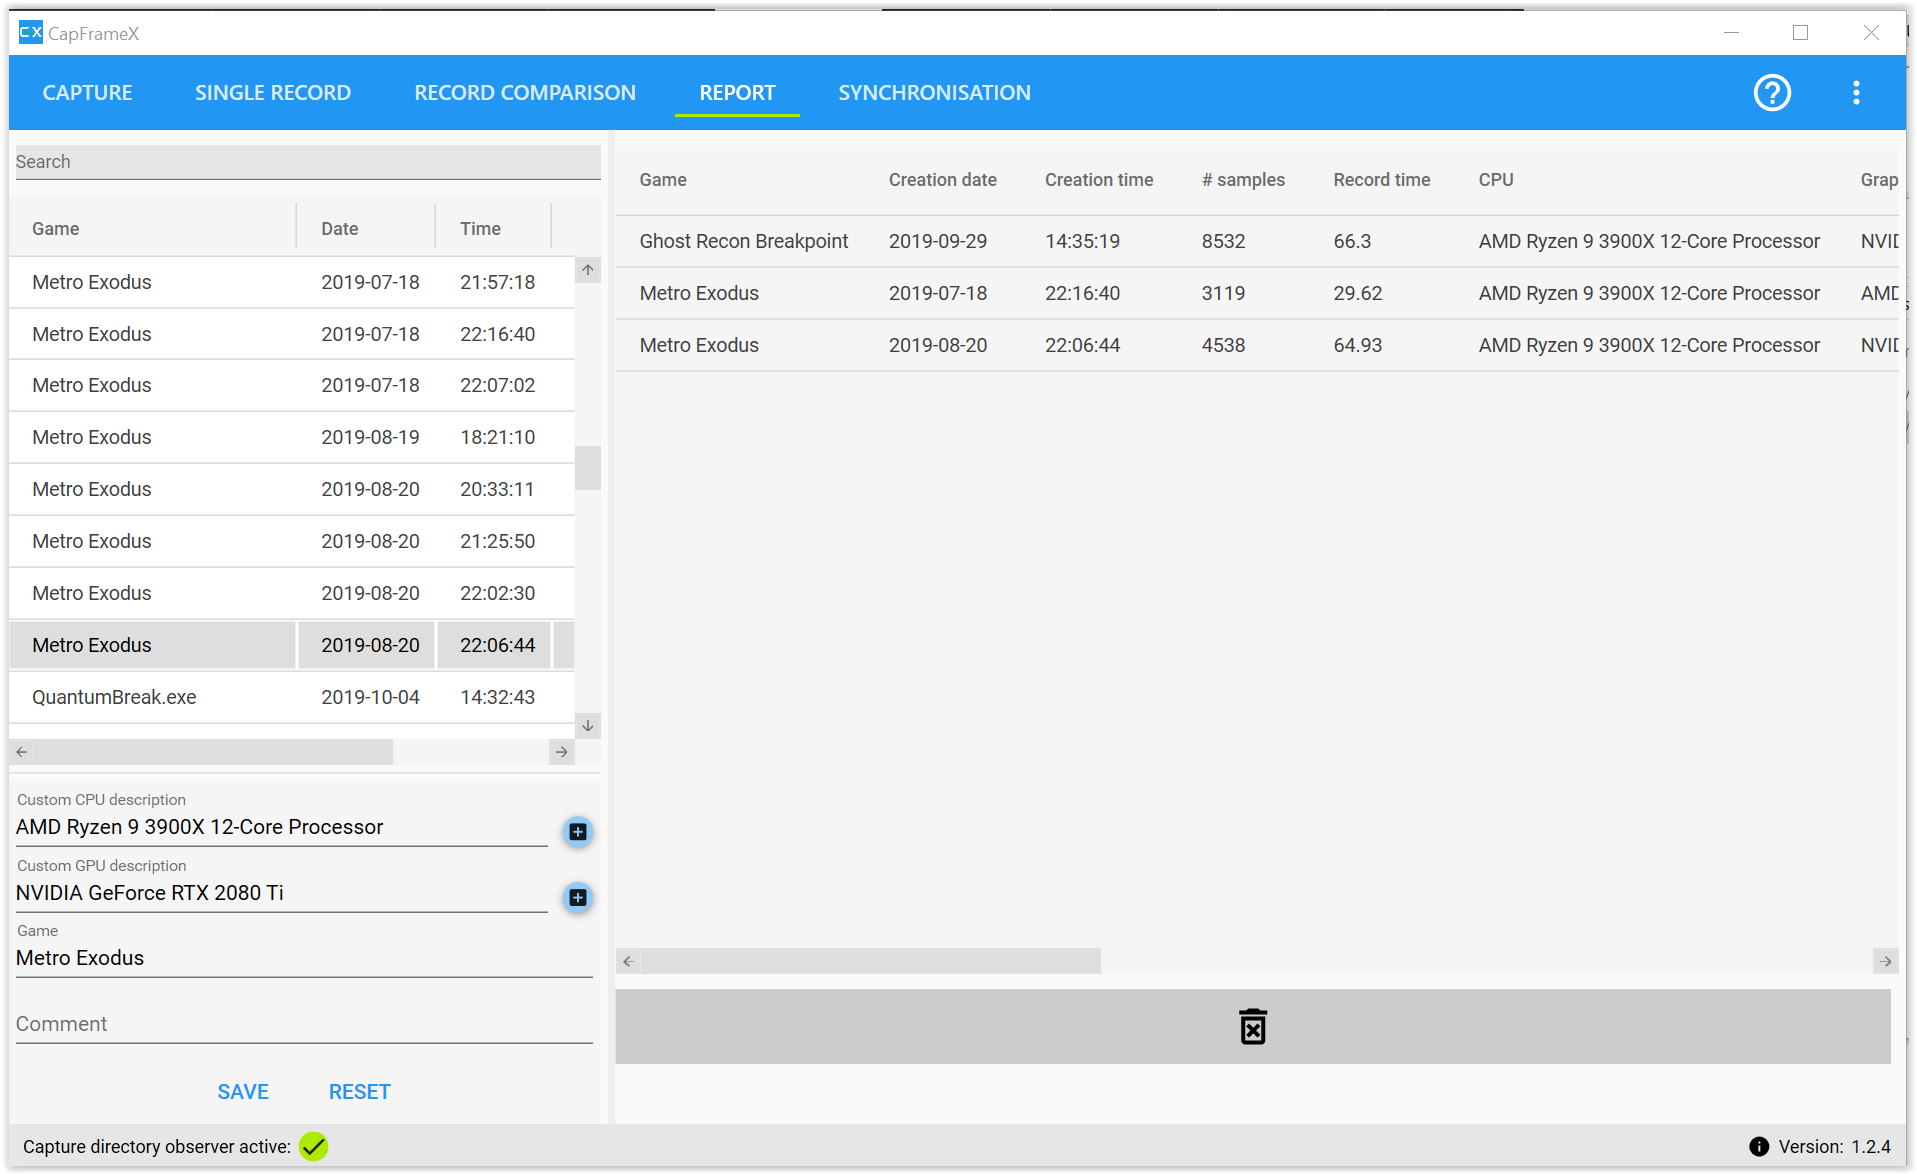 CX CapFrameX
CAPTURE SINGLE RECORD RECORD COMPARISON REPORT SYNCHRONISATION
Search
Game Date Time
Metro Exodus 2019-07-18 21:57:18
Metro Exodus 2019-07-18 22:16:40
Metro Exodus 2019-07-18 22:07:02
Metro Exodus 2019-08-19 18:21:10
Metro Exodus 2019-08-20 20:33:11
Metro Exodus 2019-08-20 21:25:50
Metro Exodus 2019-08-20 22:02:30
Metro Exodus 2019-08-20 22:06:44
QuantumBreak.exe 2019-10-04 14:32:43
Custom CPU description
AMD Ryzen 9 3900X 12-Core Processor
Custom GPU description
NVIDIA GeForce RTX 2080 Ti
Game
Metro Exodus
Comment
SAVE RESET
Game Creation date Creation time # samples Record time CPU Grap
Ghost Recon Breakpoint 2019-09-29 14:35:19 8532 66.3 AMD Ryzen 9 3900X 12-Core Processor NVID
Metro Exodus 2019-07-18 22:16:40 3119 29.62 AMD Ryzen 9 3900X 12-Core Processor AMD
Metro Exodus 2019-08-20 22:06:44 4538 64.93 AMD Ryzen 9 3900X 12-Core Processor NVID
Capture directory observer active:
Version: 1.2.4